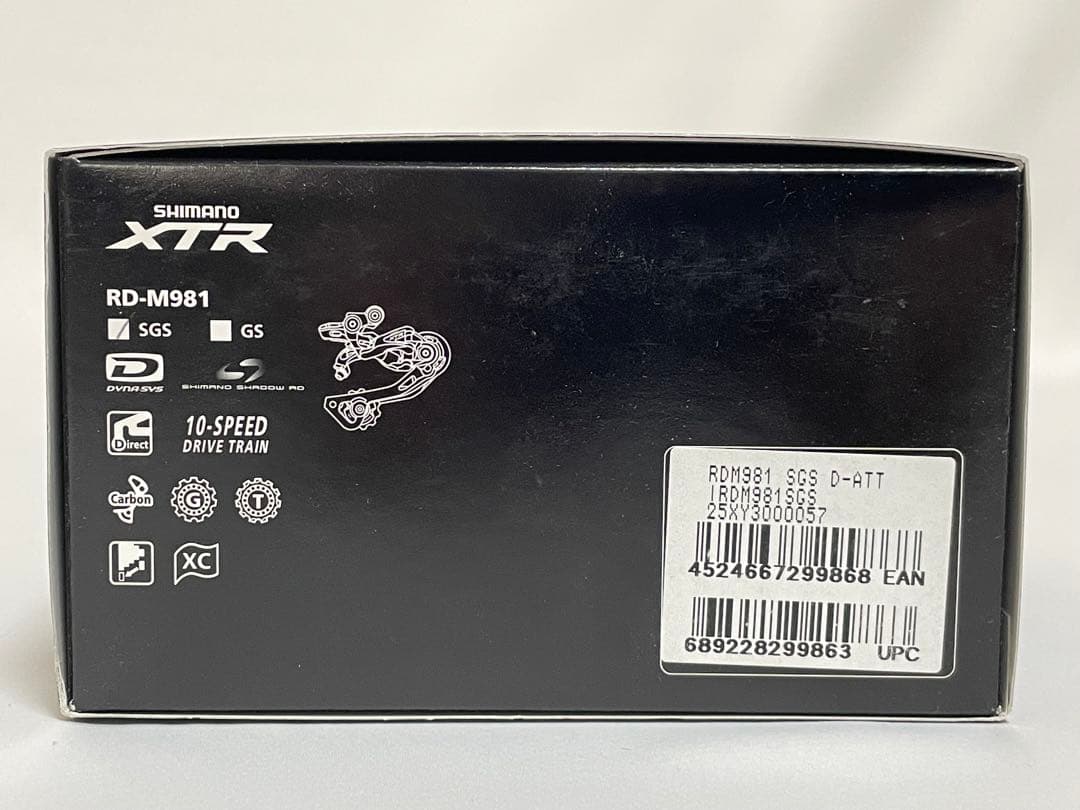 SHIMANO
XTR
RD-M981
SGS GS
D
DYNA-SYS SHIMANO SHADOW RD
Direct
10-SPEED
DRIVE TRAIN
Carbon G T
XC
RDM981 SGS D-ATT
IRDM981SGS
25XY3000057
4524667299868 EAN
689228299863 UPC